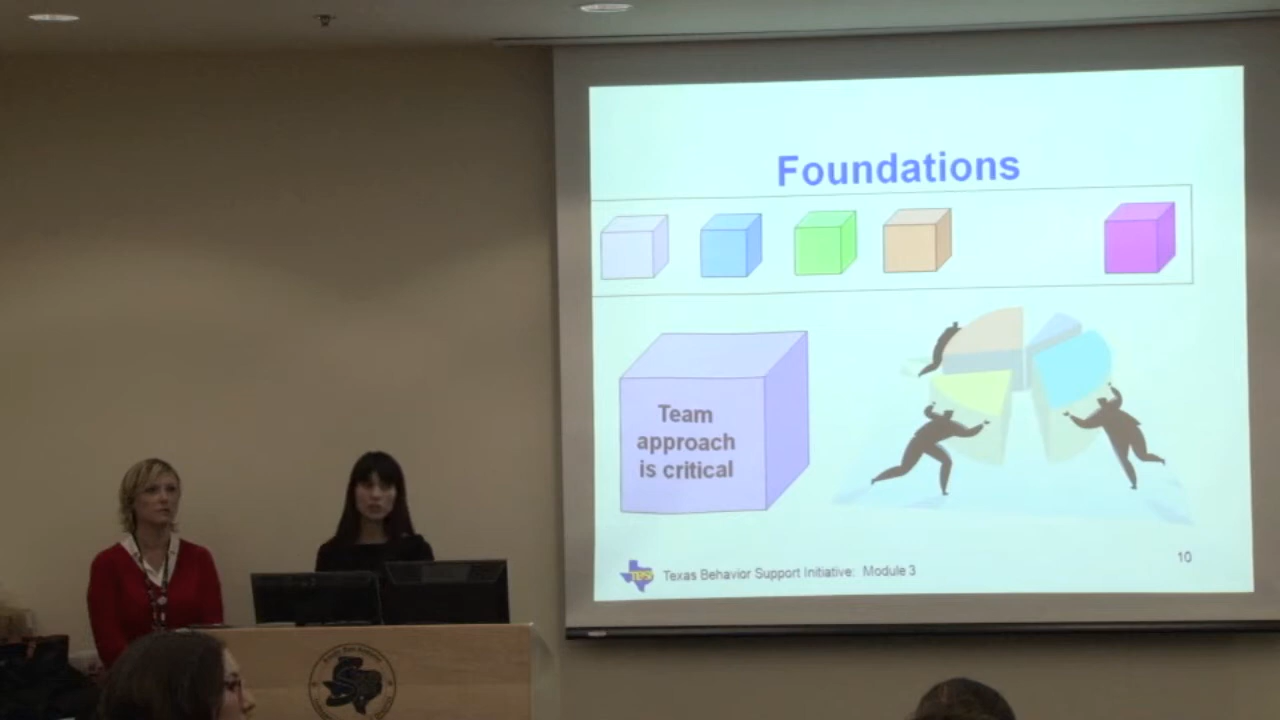 Foundations
Team
approach
is critical
Texas Behavior Support Initiative: Module 3
10